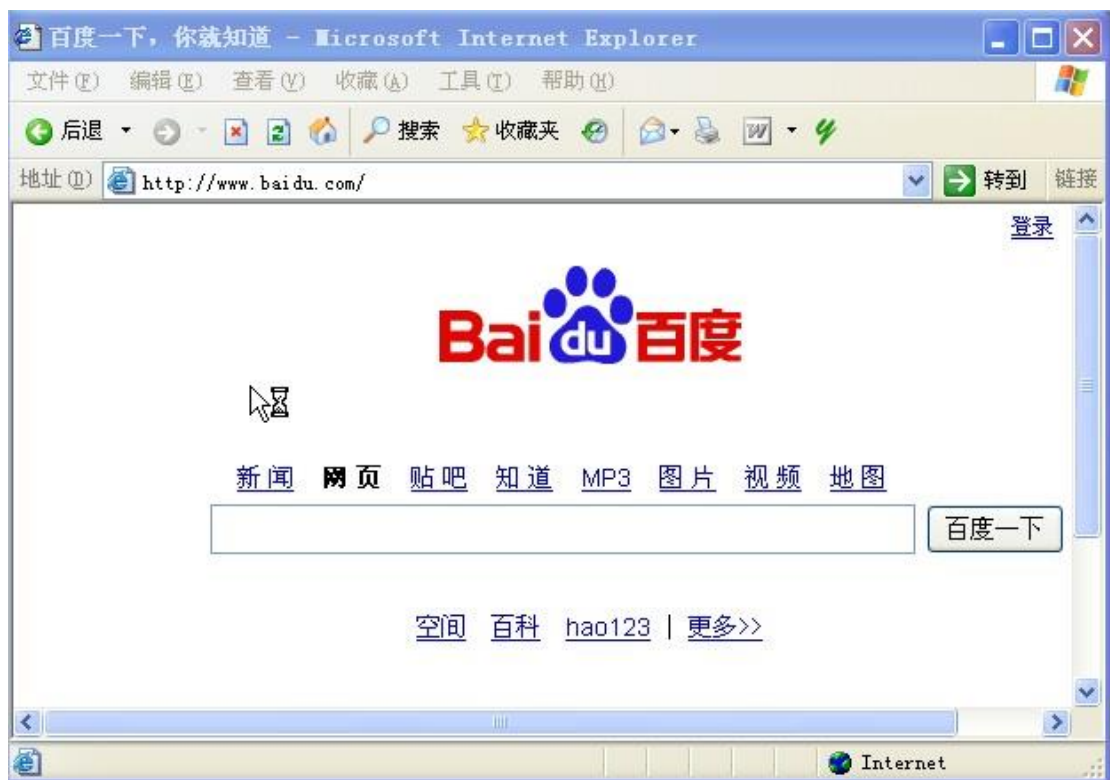 百度一下，你就知道 - Microsoft Internet Explorer
文件(F) 编辑(E) 查看(V) 收藏(A) 工具(T) 帮助(H)
后退 搜索 收藏夹
地址(D) http://www.baidu.com/ 转到 链接
登录
Bai du 百度
新闻 网页 贴吧 知道 MP3 图片 视频 地图
百度一下
空间 百科 hao123 | 更多>>
Internet